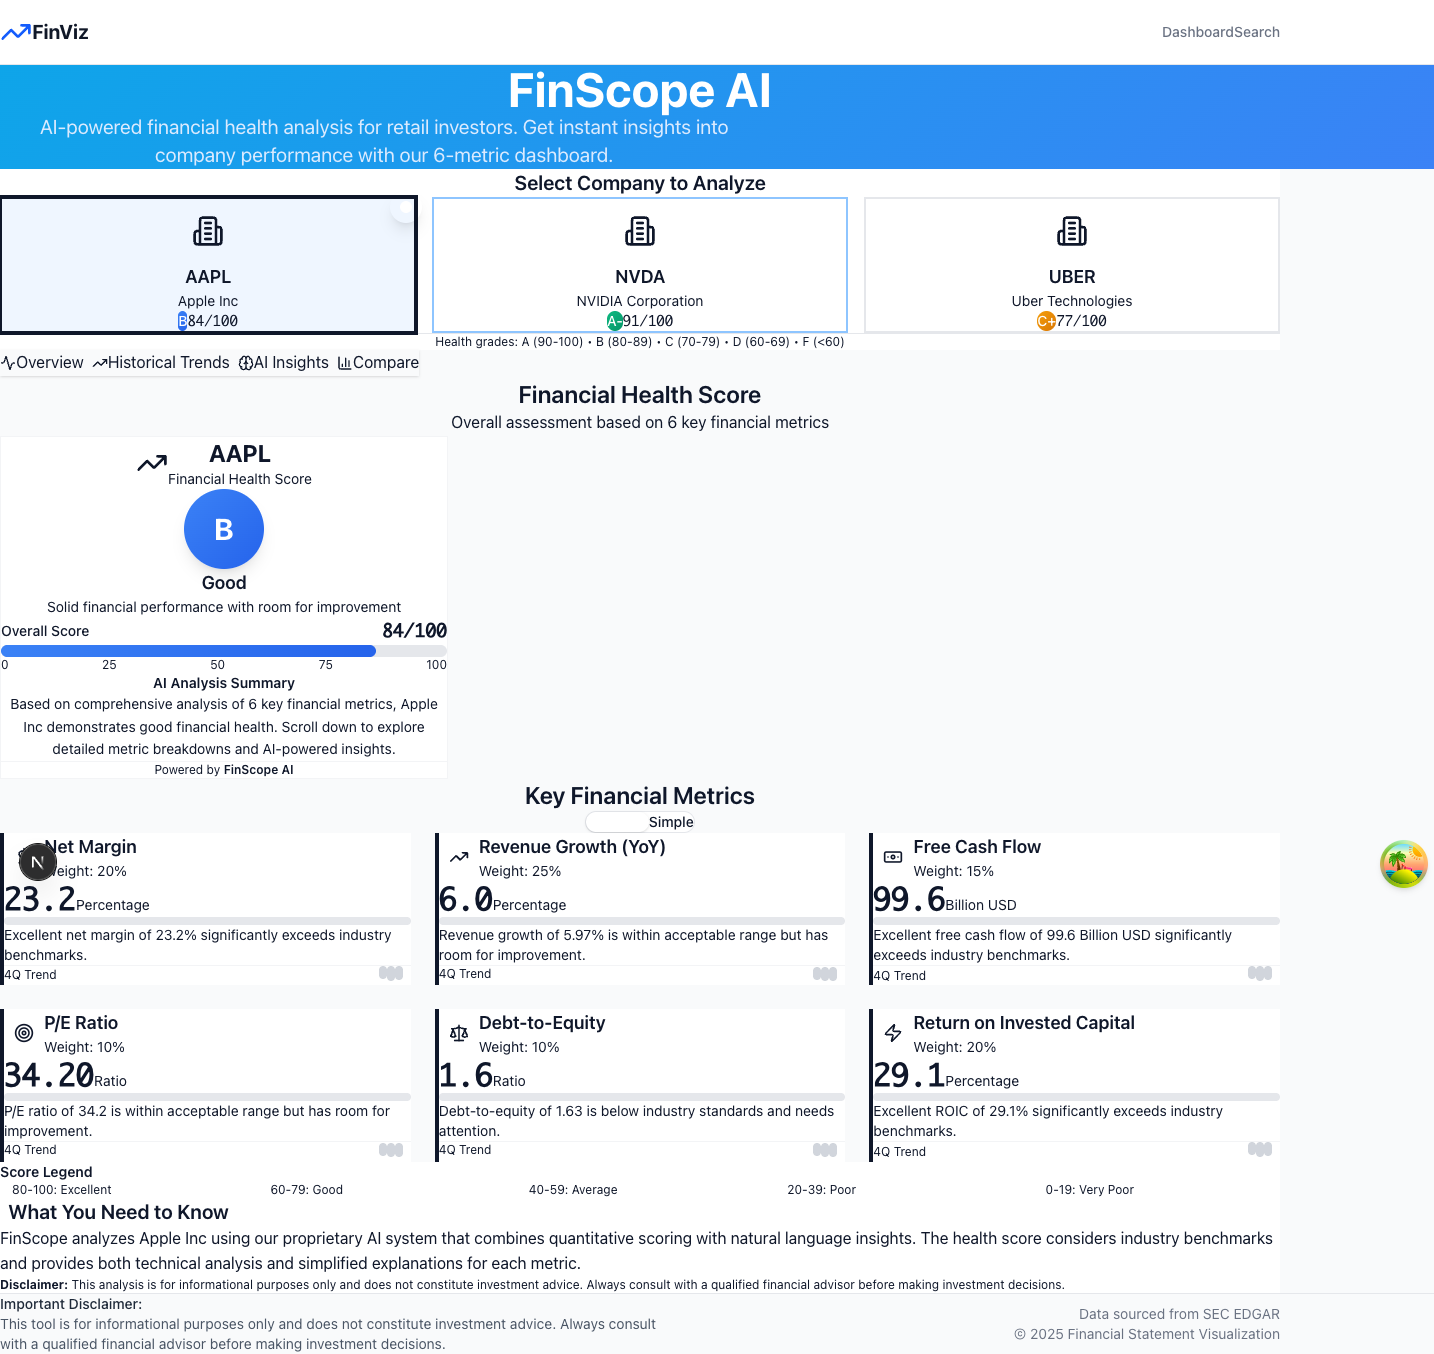 FinViz
Dashboard Search
FinScope AI
AI-powered financial health analysis for retail investors. Get instant insights into
company performance with our 6-metric dashboard.
Select Company to Analyze
AAPL
Apple Inc
B 84/100
NVDA
NVIDIA Corporation
A- 91/100
UBER
Uber Technologies
C+ 77/100
Health grades: A (90-100) • B (80-89) • C (70-79) • D (60-69) • F (<60)
Overview Historical Trends AI Insights Compare
Financial Health Score
Overall assessment based on 6 key financial metrics
AAPL
Financial Health Score
B
Good
Solid financial performance with room for improvement
Overall Score 84/100
0 25 50 75 100
AI Analysis Summary
Based on comprehensive analysis of 6 key financial metrics, Apple
Inc demonstrates good financial health. Scroll down to explore
detailed metric breakdowns and AI-powered insights.
Powered by FinScope AI
Key Financial Metrics
Simple
N
Net Margin
Weight: 20%
23.2 Percentage
Excellent net margin of 23.2% significantly exceeds industry
benchmarks.
4Q Trend
Revenue Growth (YoY)
Weight: 25%
6.0 Percentage
Revenue growth of 5.97% is within acceptable range but has
room for improvement.
4Q Trend
Free Cash Flow
Weight: 15%
99.6 Billion USD
Excellent free cash flow of 99.6 Billion USD significantly
exceeds industry benchmarks.
4Q Trend
P/E Ratio
Weight: 10%
34.20 Ratio
P/E ratio of 34.2 is within acceptable range but has room for
improvement.
4Q Trend
Debt-to-Equity
Weight: 10%
1.6 Ratio
Debt-to-equity of 1.63 is below industry standards and needs
attention.
4Q Trend
Return on Invested Capital
Weight: 20%
29.1 Percentage
Excellent ROIC of 29.1% significantly exceeds industry
benchmarks.
4Q Trend
Score Legend
80-100: Excellent 60-79: Good 40-59: Average 20-39: Poor 0-19: Very Poor
What You Need to Know
FinScope analyzes Apple Inc using our proprietary AI system that combines quantitative scoring with natural language insights. The health score considers industry benchmarks
and provides both technical analysis and simplified explanations for each metric.
Disclaimer: This analysis is for informational purposes only and does not constitute investment advice. Always consult with a qualified financial advisor before making investment decisions.
Important Disclaimer:
This tool is for informational purposes only and does not constitute investment advice. Always consult
with a qualified financial advisor before making investment decisions.
Data sourced from SEC EDGAR
© 2025 Financial Statement Visualization